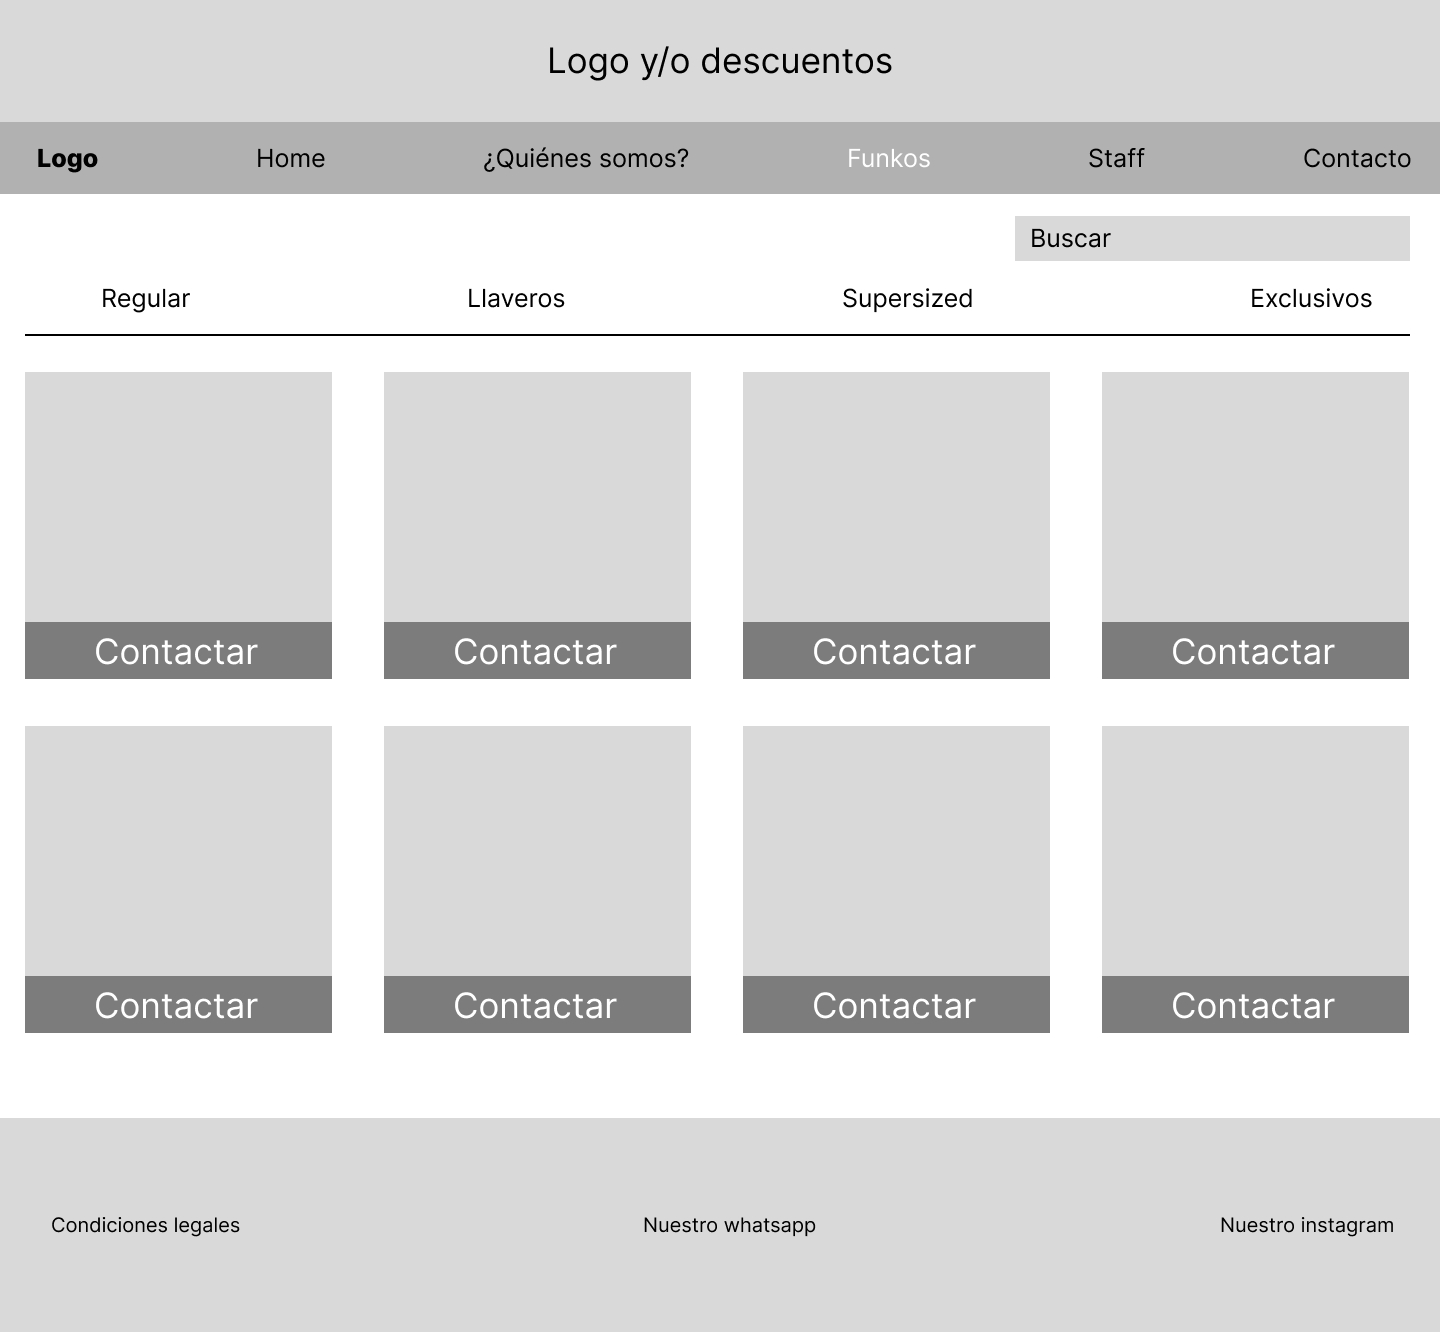 Logo y/o descuentos
Logo Home ¿Quiénes somos? Funkos Staff Contacto
Buscar
Regular Llaveros Supersized Exclusivos
Contactar Contactar Contactar Contactar
Contactar Contactar Contactar Contactar
Condiciones legales Nuestro whatsapp Nuestro instagram